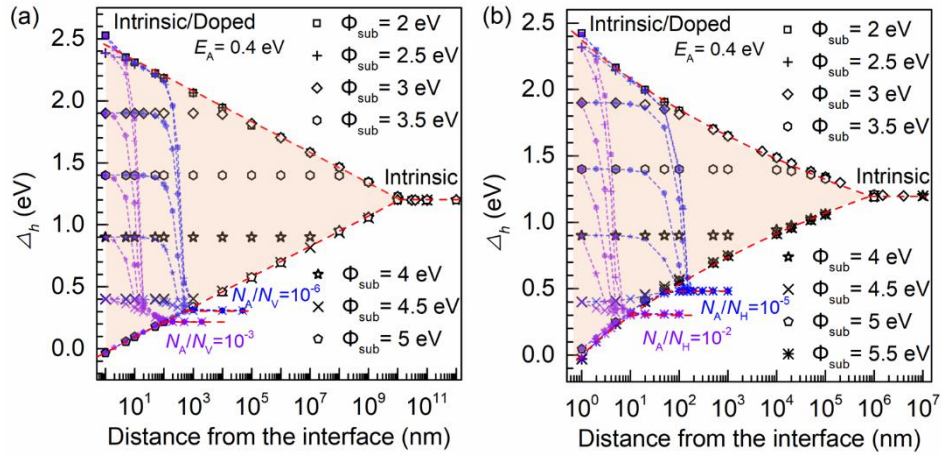 (a)
Intrinsic/Doped
E_A = 0.4 eV
Φ_sub = 2 eV
Φ_sub = 2.5 eV
Φ_sub = 3 eV
Φ_sub = 3.5 eV
Intrinsic
Φ_sub = 4 eV
Φ_sub = 4.5 eV
Φ_sub = 5 eV
N_A/N_V=10^-6
N_A/N_V=10^-3
2.5
2.0
1.5
1.0
0.5
0.0
Δ_h (eV)
10^1 10^3 10^5 10^7 10^9 10^11
Distance from the interface (nm)
(b)
Intrinsic/Doped
E_A = 0.4 eV
Φ_sub = 2 eV
Φ_sub = 2.5 eV
Φ_sub = 3 eV
Φ_sub = 3.5 eV
Intrinsic
Φ_sub = 4 eV
Φ_sub = 4.5 eV
Φ_sub = 5 eV
Φ_sub = 5.5 eV
N_A/N_H=10^-5
N_A/N_H=10^-2
2.5
2.0
1.5
1.0
0.5
0.0
Δ_h (eV)
10^0 10^1 10^2 10^3 10^4 10^5 10^6 10^7
Distance from the interface (nm)